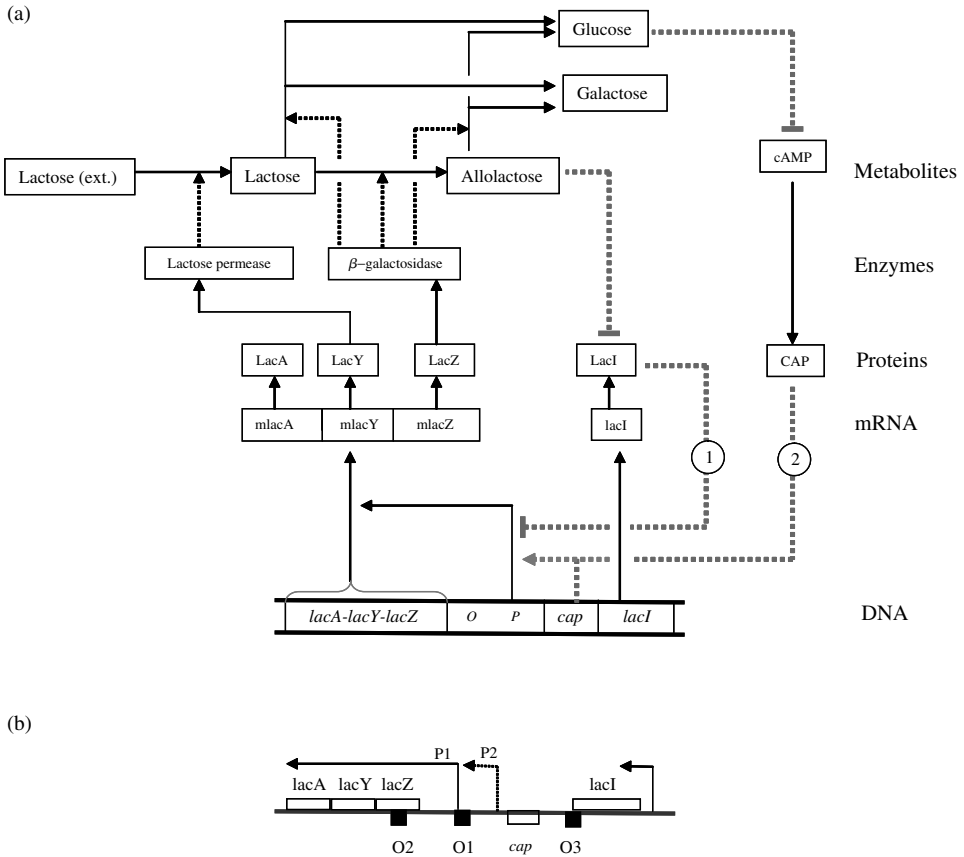 (a)
Glucose
Galactose
cAMP
Metabolites
Lactose (ext.)
Lactose
Allolactose
Lactose permease
β−galactosidase
Enzymes
LacA
LacY
LacZ
LacI
CAP
Proteins
mlacA
mlacY
mlacZ
lacI
mRNA
1
2
lacA-lacY-lacZ
O
P
cap
lacI
DNA
(b)
P1
P2
lacA
lacY
lacZ
lacI
O2
O1
cap
O3